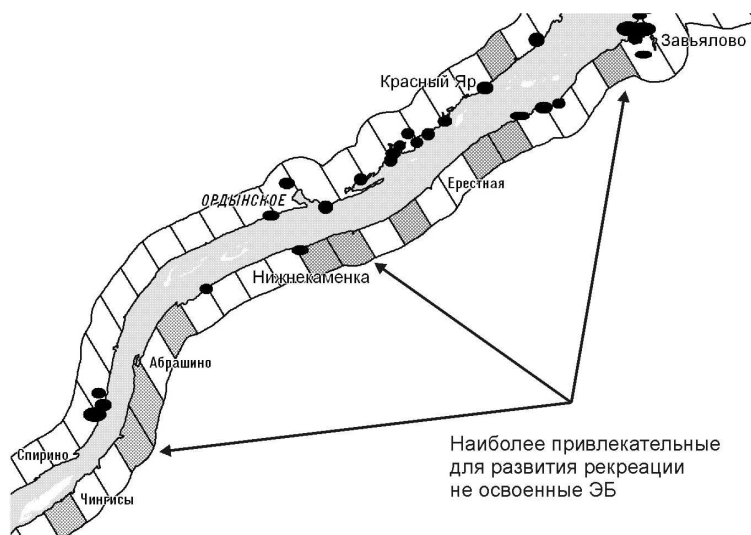 Завьялово
Красный Яр
Ерестная
ОРДЫНСКОЕ
Нижнекаменка
Абрашино
Спирино
Чингисы
Наиболее привлекательные
для развития рекреации
не освоенные ЭБ